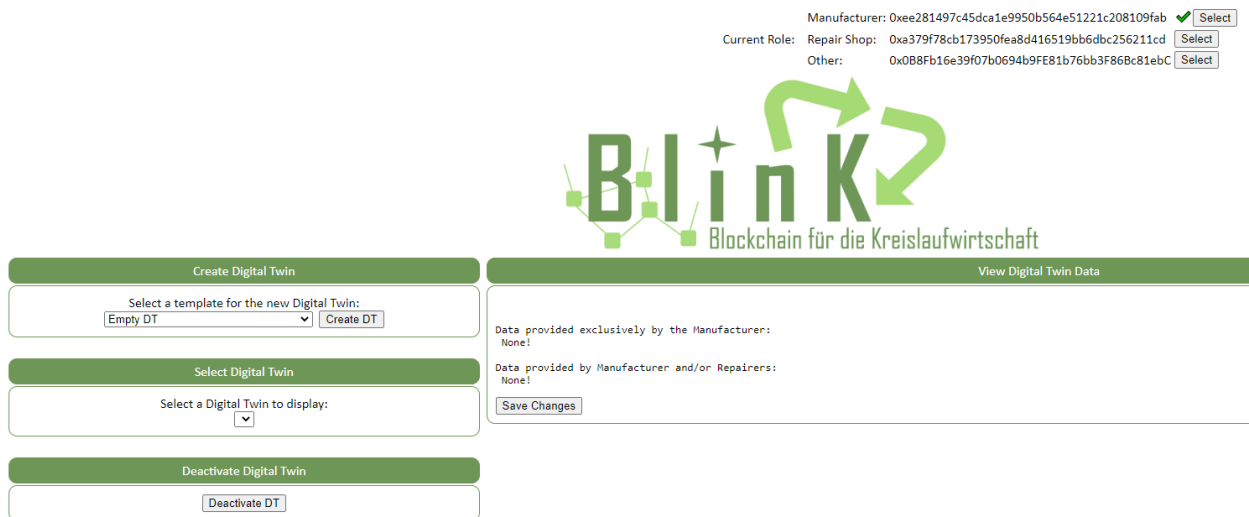 Manufacturer: 0xee281497c45dca1e9950b564e51221c208109fab Select
Current Role: Repair Shop: 0xa379f78cb173950fea8d416519bb6dbc256211cd Select
Other: 0x0B8Fb16e39f07b0694b9FE81b76bb3F86Bc81ebC Select
BlinK
Blockchain für die Kreislaufwirtschaft
Create Digital Twin
Select a template for the new Digital Twin:
Empty DT Create DT
Select Digital Twin
Select a Digital Twin to display:
Deactivate Digital Twin
Deactivate DT
View Digital Twin Data
Data provided exclusively by the Manufacturer:
None!
Data provided by Manufacturer and/or Repairers:
None!
Save Changes